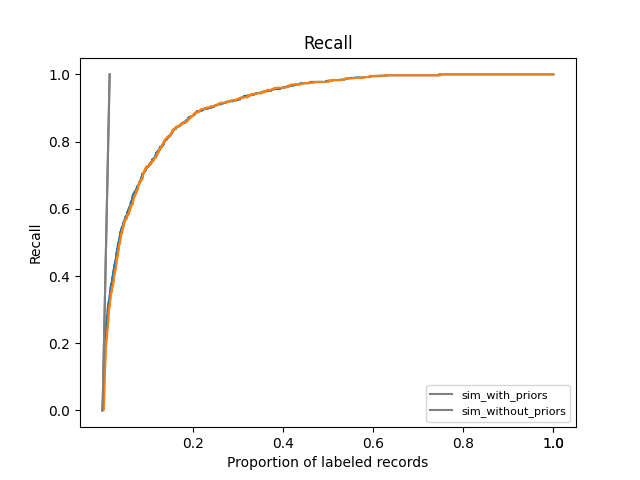 Recall
1.0
0.8
0.6
0.4
0.2
0.0
Recall
sim_with_priors
sim_without_priors
0.2 0.4 0.6 0.8 1.0 1.0
Proportion of labeled records